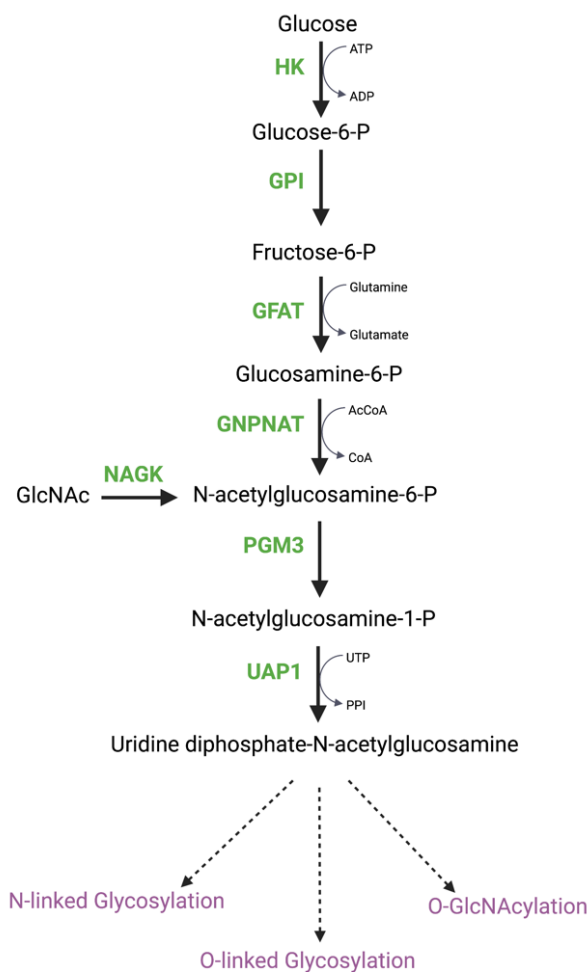 Glucose
ATP
HK
ADP
Glucose-6-P
GPI
Fructose-6-P
Glutamine
GFAT
Glutamate
Glucosamine-6-P
AcCoA
GNPNAT
CoA
NAGK
GlcNAc
N-acetylglucosamine-6-P
PGM3
N-acetylglucosamine-1-P
UTP
UAP1
PPI
Uridine diphosphate-N-acetylglucosamine
N-linked Glycosylation
O-GlcNAcylation
O-linked Glycosylation